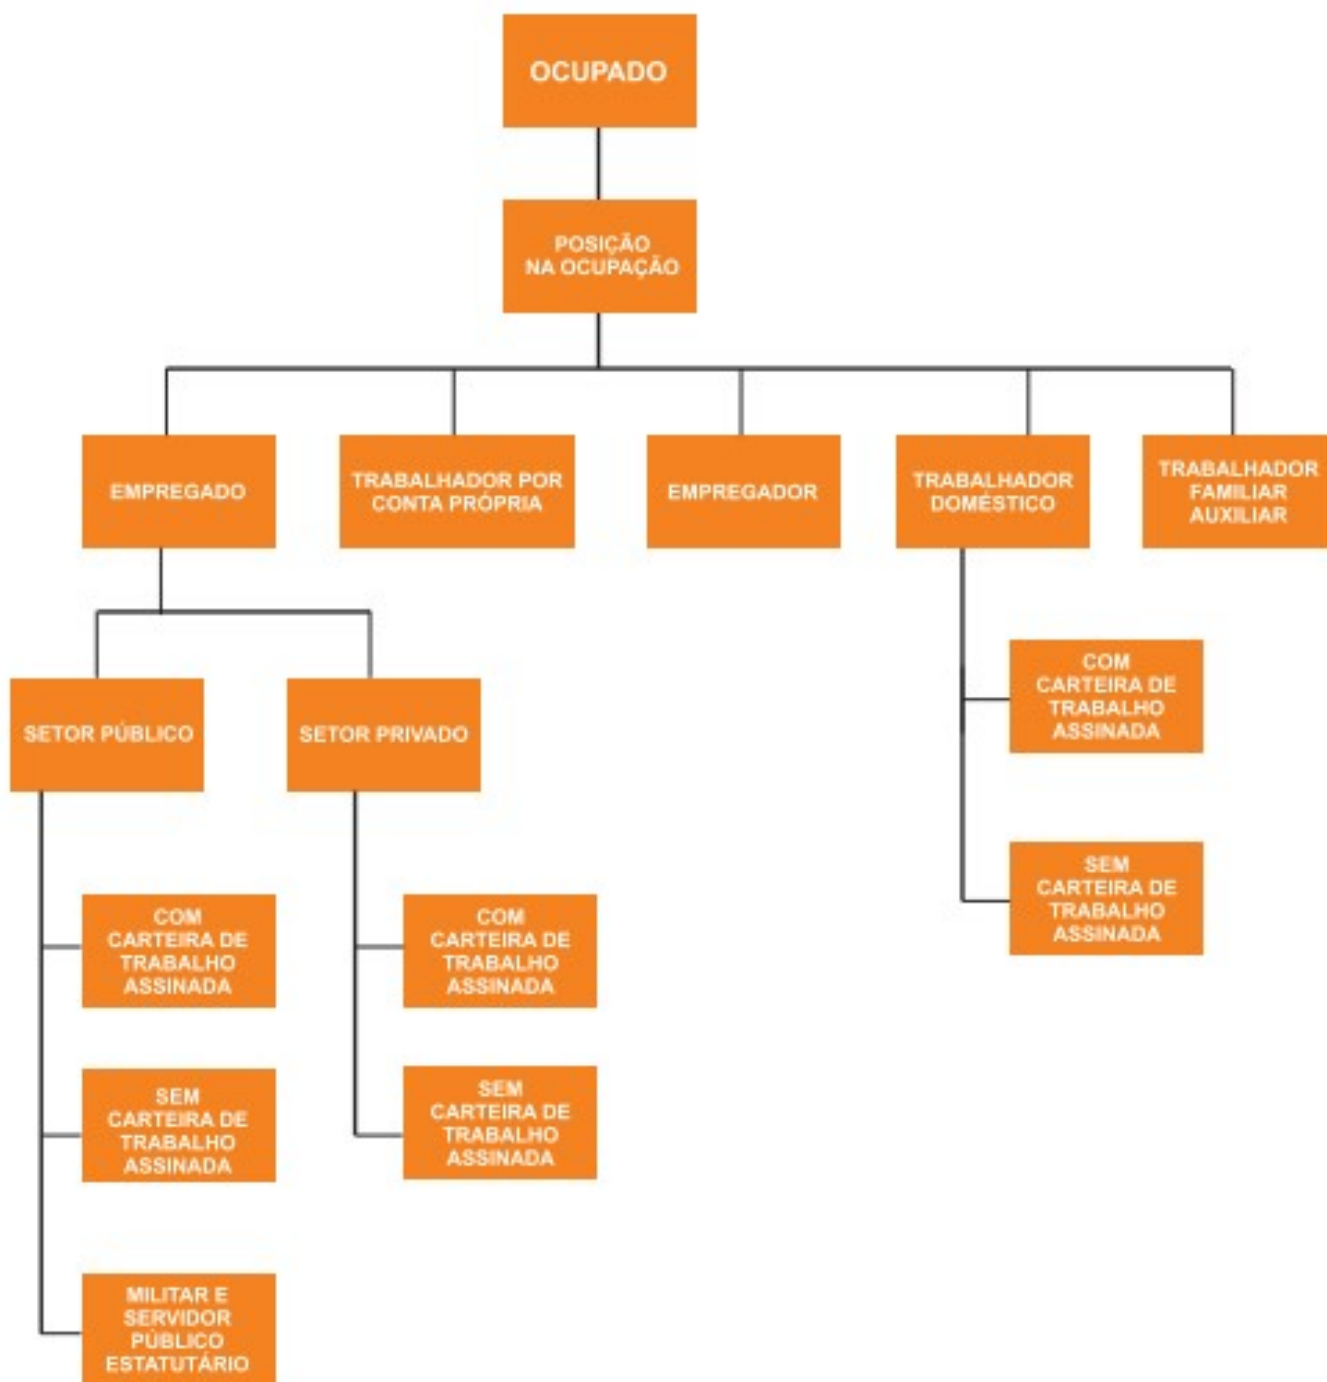 OCUPADO
POSIÇÃO
NA OCUPAÇÃO
EMPREGADO
TRABALHADOR POR
CONTA PRÓPRIA
EMPREGADOR
TRABALHADOR
DOMÉSTICO
TRABALHADOR
FAMILIAR
AUXILIAR
SETOR PÚBLICO
SETOR PRIVADO
COM
CARTEIRA DE
TRABALHO
ASSINADA
SEM
CARTEIRA DE
TRABALHO
ASSINADA
COM
CARTEIRA DE
TRABALHO
ASSINADA
SEM
CARTEIRA DE
TRABALHO
ASSINADA
MILITAR E
SERVIDOR
PÚBLICO
ESTATUTÁRIO
COM
CARTEIRA DE
TRABALHO
ASSINADA
SEM
CARTEIRA DE
TRABALHO
ASSINADA